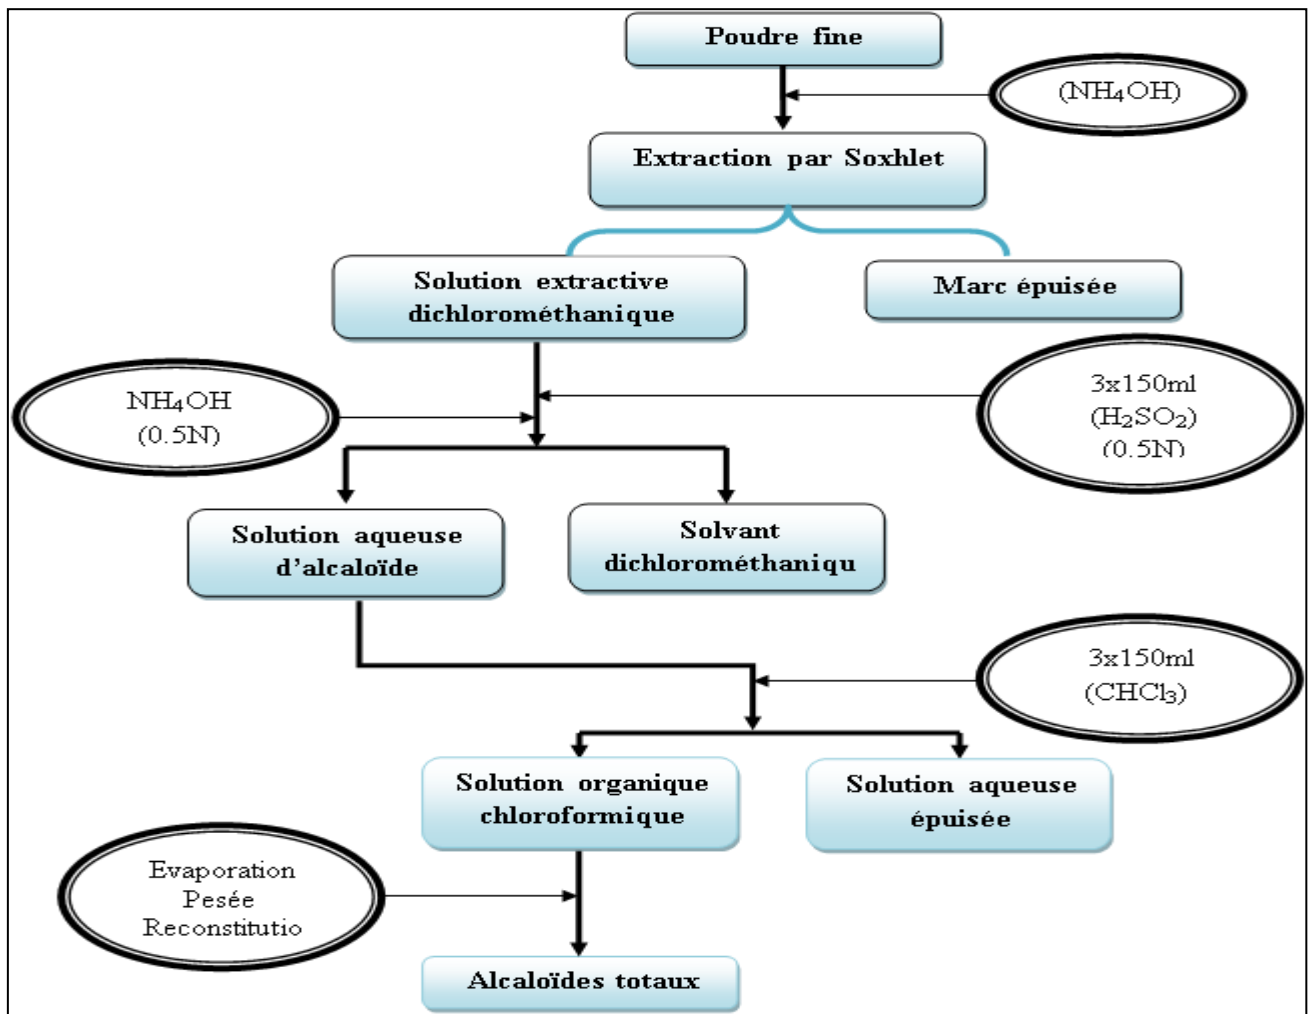 Poudre fine
(NH₄OH)
Extraction par Soxhlet
Solution extractive
dichlorométhanique
Marc épuisée
NH₄OH
(0.5N)
3x150ml
(H₂SO₂)
(0.5N)
Solution aqueuse
d'alcaloïde
Solvant
dichlorométhaniqu
3x150ml
(CHCl₃)
Solution organique
chloroformique
Solution aqueuse
épuisée
Evaporation
Pesée
Reconstitutio
Alcaloïdes totaux